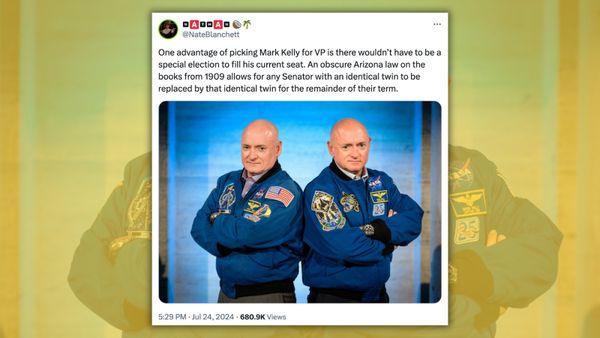 NATHAN
@NateBlanchett
One advantage of picking Mark Kelly for VP is there wouldn't have to be a
special election to fill his current seat. An obscure Arizona law on the
books from 1909 allows for any Senator with an identical twin to be
replaced by that identical twin for the remainder of their term.
5:29 PM · Jul 24, 2024 · 680.9K Views